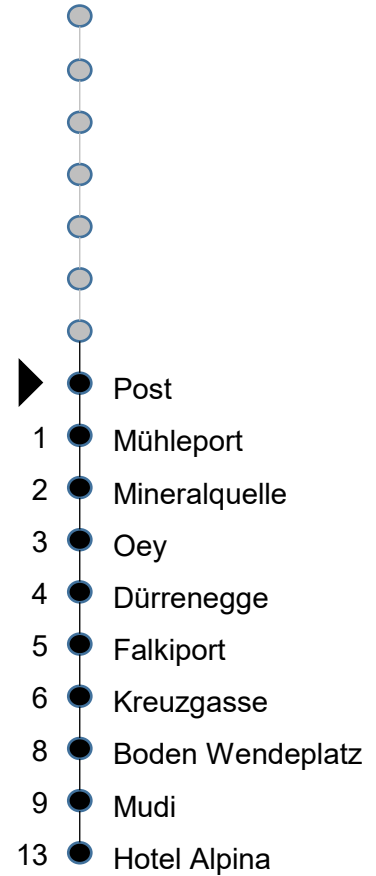 Post
1 Mühleport
2 Mineralquelle
3 Oey
4 Dürrenegge
5 Falkiport
6 Kreuzgasse
8 Boden Wendeplatz
9 Mudi
13 Hotel Alpina